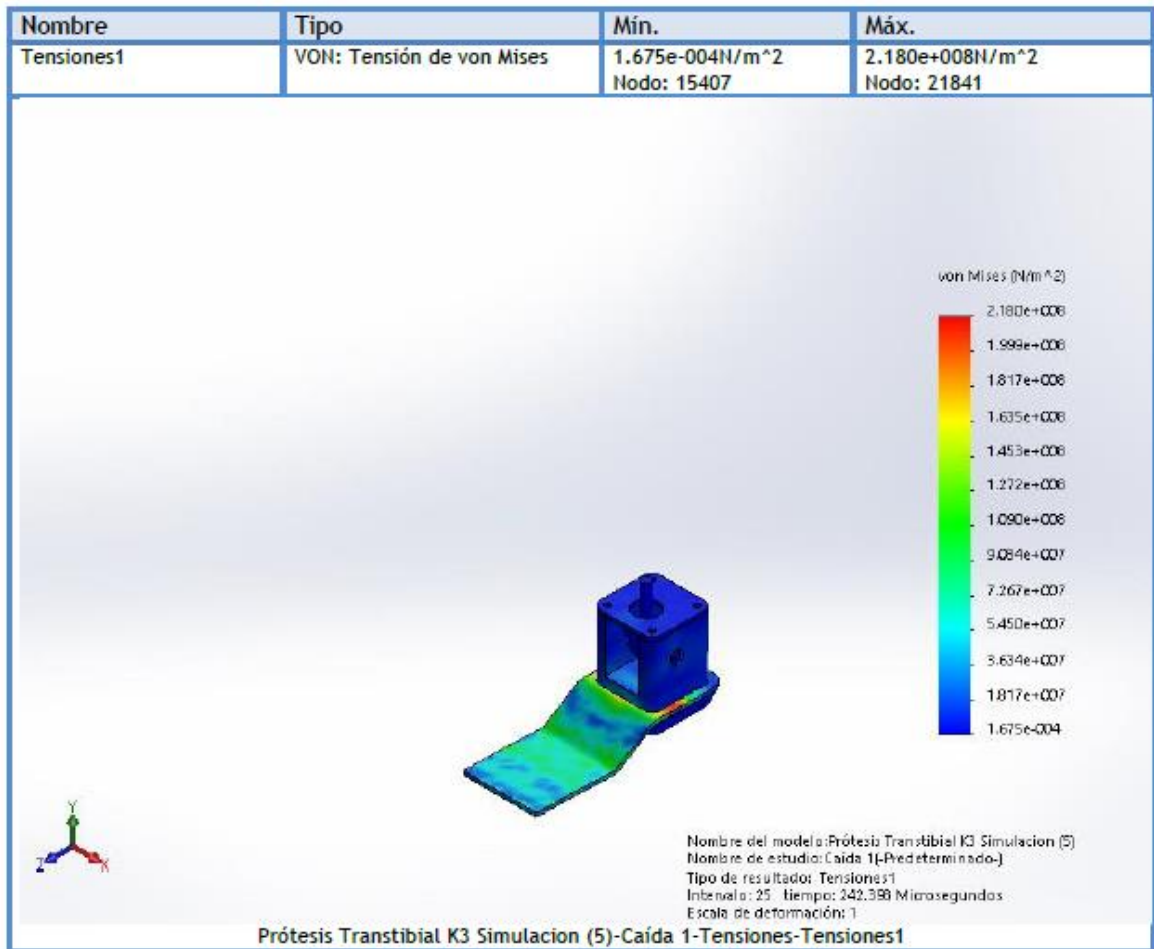 Nombre Tipo Mín. Máx.
Tensiones1 VON: Tensión de von Mises 1.675e-004N/m^2 2.180e+008N/m^2
Nodo: 15407 Nodo: 21841
von Mises (N/m^2)
2.180e+008
1.999e+008
1.817e+008
1.635e+008
1.453e+008
1.272e+008
1.090e+008
9.084e+007
7.267e+007
5.450e+007
3.634e+007
1.817e+007
1.675e-004
Y
Z X
Nombre del modelo:Prótesis Transtibial K3 Simulacion (5)
Nombre de estudio:Caída 1(-Predeterminado-)
Tipo de resultado: Tensiones1
Intervalo: 25 tiempo: 242.398 Microsegundos
Escala de deformación: 1
Prótesis Transtibial K3 Simulacion (5)-Caída 1-Tensiones-Tensiones1